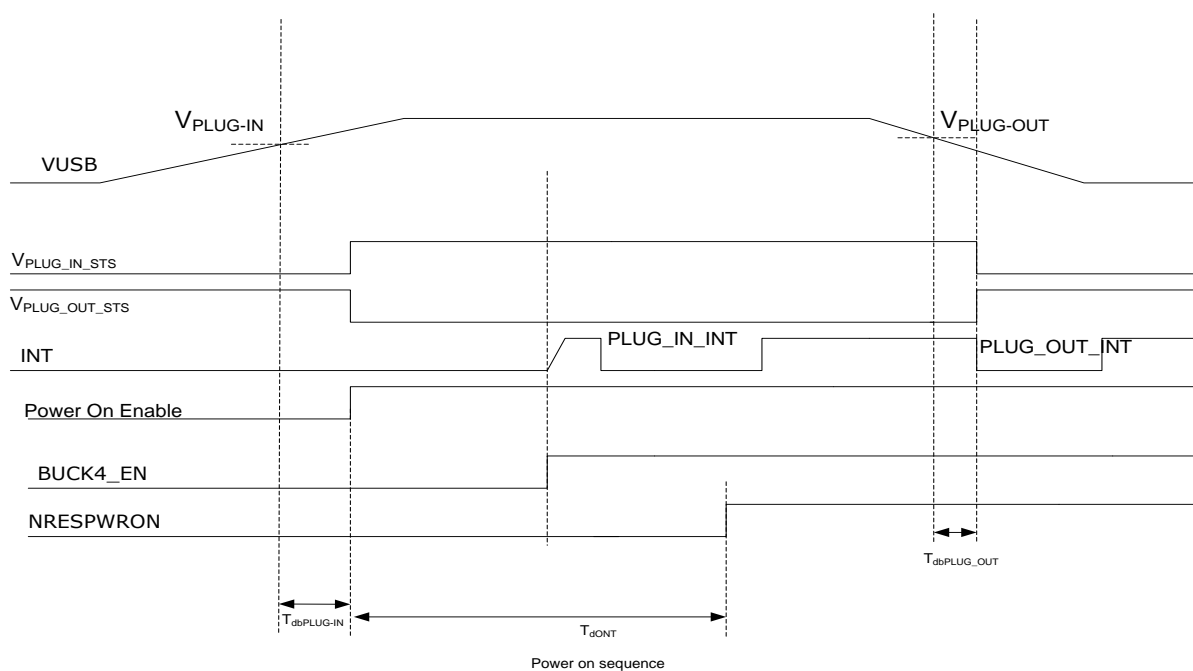 VPLUG-IN
VPLUG-OUT
VUSB
VPLUG_IN_STS
VPLUG_OUT_STS
INT
PLUG_IN_INT
PLUG_OUT_INT
Power On Enable
BUCK4_EN
NRESPWRON
TdbPLUG_OUT
TdbPLUG-IN
TdONT
Power on sequence